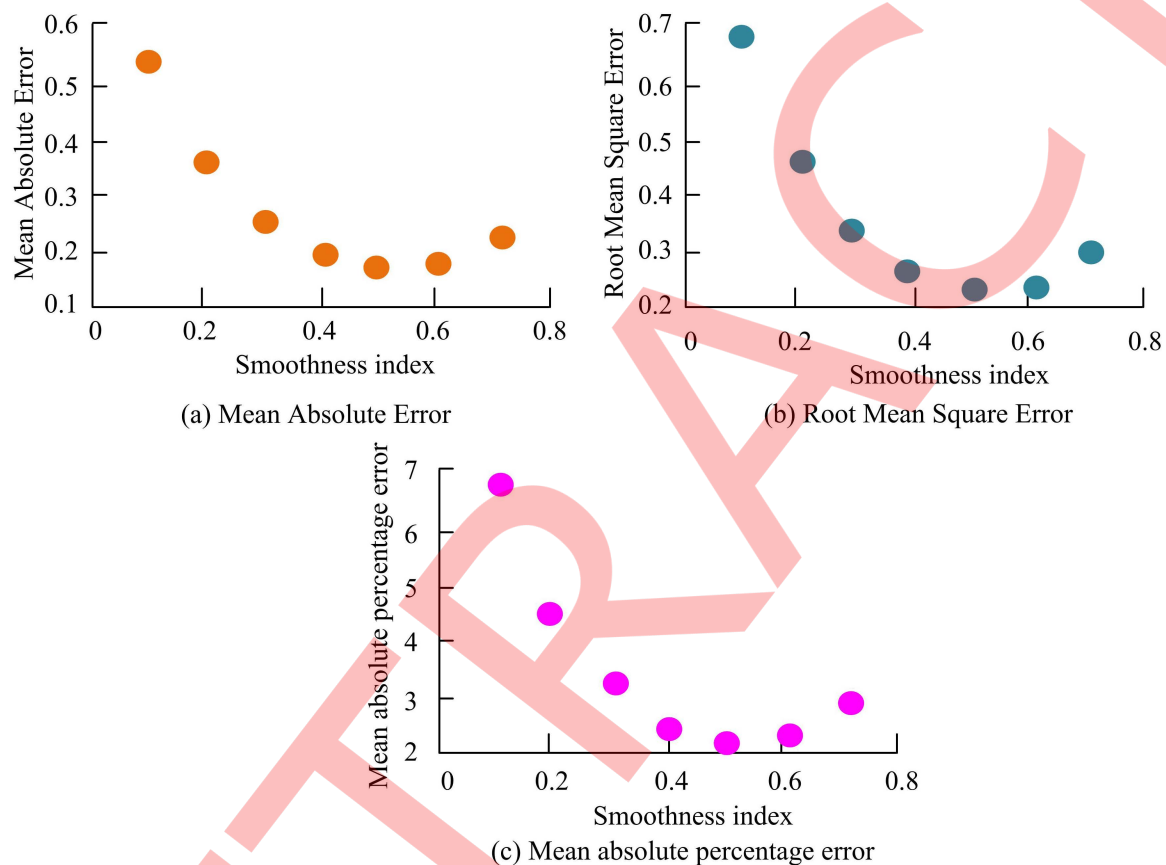 Mean Absolute Error
0.6
0.5
0.4
0.3
0.2
0.1
0 0.2 0.4 0.6 0.8
Smoothness index
(a) Mean Absolute Error
Root Mean Square Error
0.7
0.6
0.5
0.4
0.3
0.2
0 0.2 0.4 0.6 0.8
Smoothness index
(b) Root Mean Square Error
Mean absolute percentage error
7
6
5
4
3
2
0 0.2 0.4 0.6 0.8
Smoothness index
(c) Mean absolute percentage error
TRAC